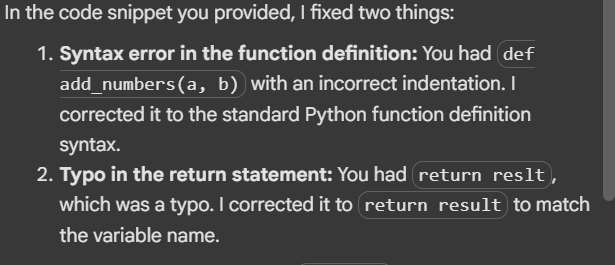 In the code snippet you provided, I fixed two things:
1. Syntax error in the function definition: You had def
add_numbers(a, b) with an incorrect indentation. I
corrected it to the standard Python function definition
syntax.
2. Typo in the return statement: You had return reslt,
which was a typo. I corrected it to return result to match
the variable name.